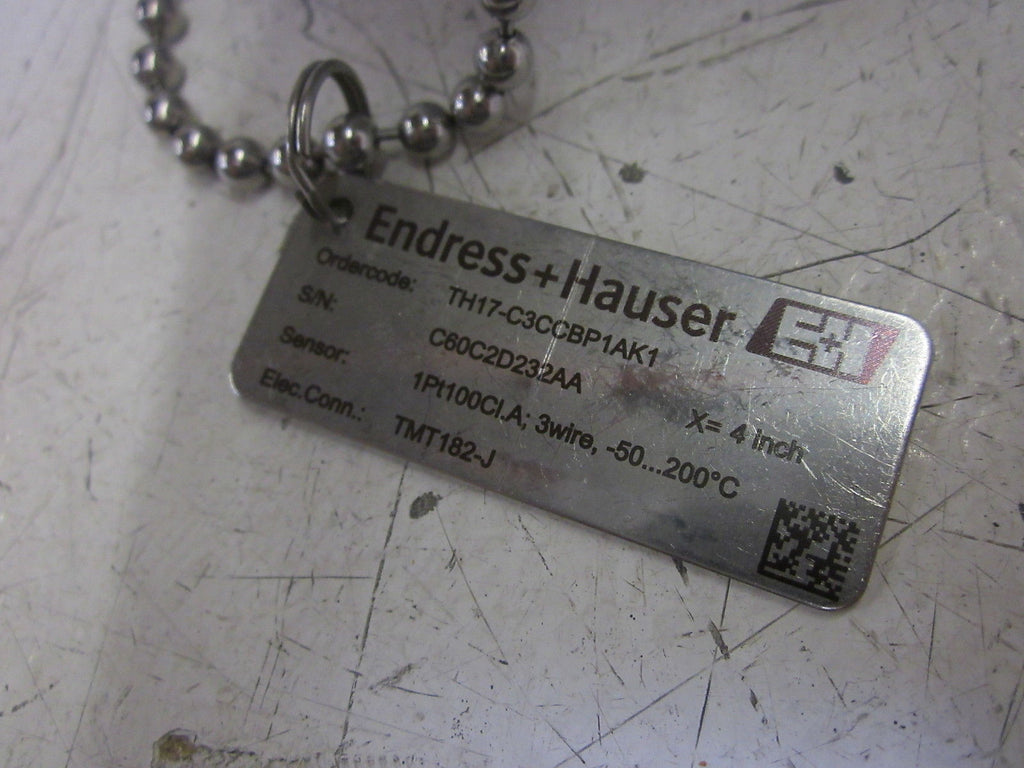 Endress+Hauser
E+H
Ordercode: TH17-C3CCBP1AK1
S/N: C60C2D232AA X= 4 inch
Sensor: 1Pt100Cl.A; 3wire, -50...200°C
Elec.Conn.: TMT182-J